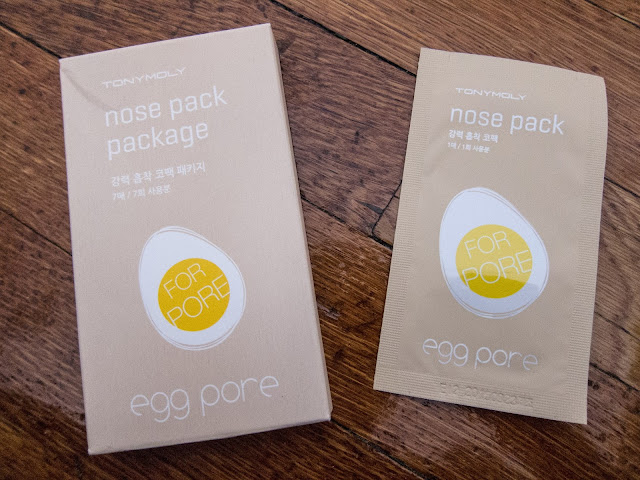 TONYMOLY
nose pack
package
강력 흡착 코팩 패키지
7매 / 7회 사용분
FOR
PORE
egg pore
TONYMOLY
nose pack
강력 흡착 코팩
1매 / 1회 사용분
FOR
PORE
egg pore